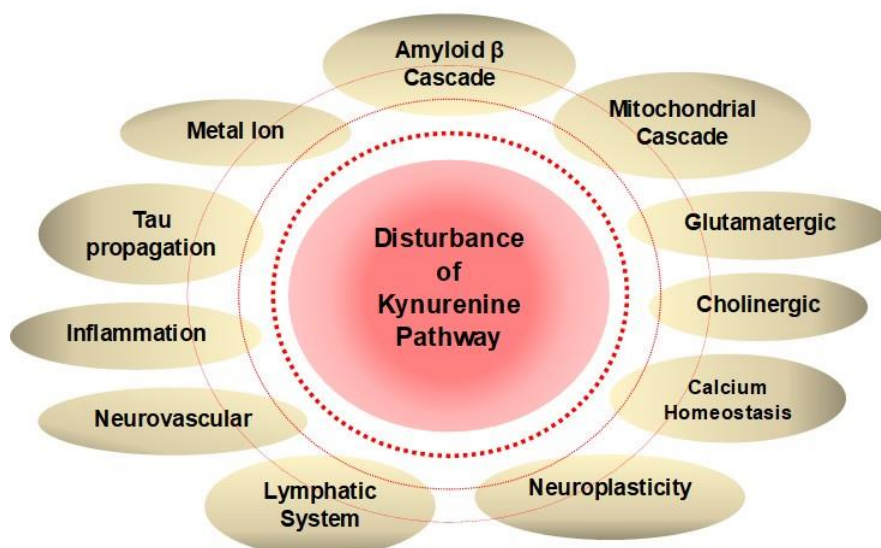 Amyloid β
Cascade
Mitochondrial
Cascade
Metal Ion
Tau
propagation
Glutamatergic
Disturbance
of
Kynurenine
Pathway
Cholinergic
Inflammation
Calcium
Homeostasis
Neurovascular
Lymphatic
System
Neuroplasticity